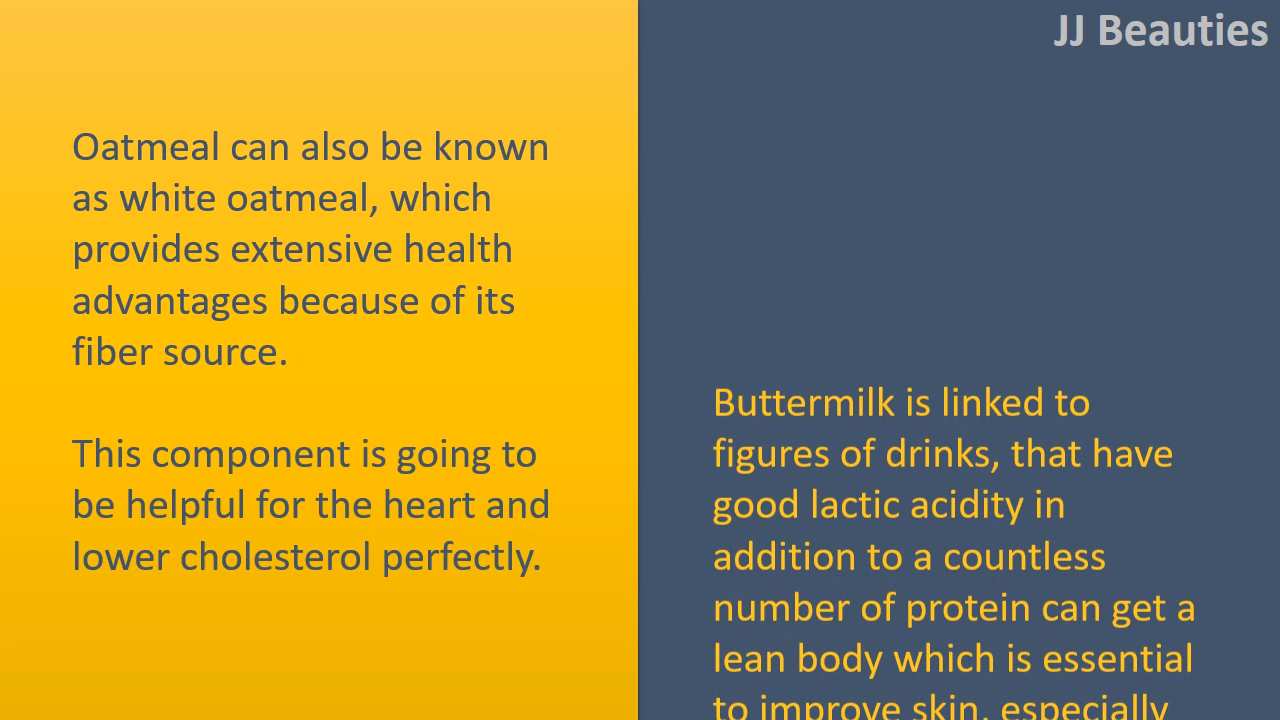 JJ Beauties
Oatmeal can also be known
as white oatmeal, which
provides extensive health
advantages because of its
fiber source.
This component is going to
be helpful for the heart and
lower cholesterol perfectly.
Buttermilk is linked to
figures of drinks, that have
good lactic acidity in
addition to a countless
number of protein can get a
lean body which is essential
to improve skin, especially